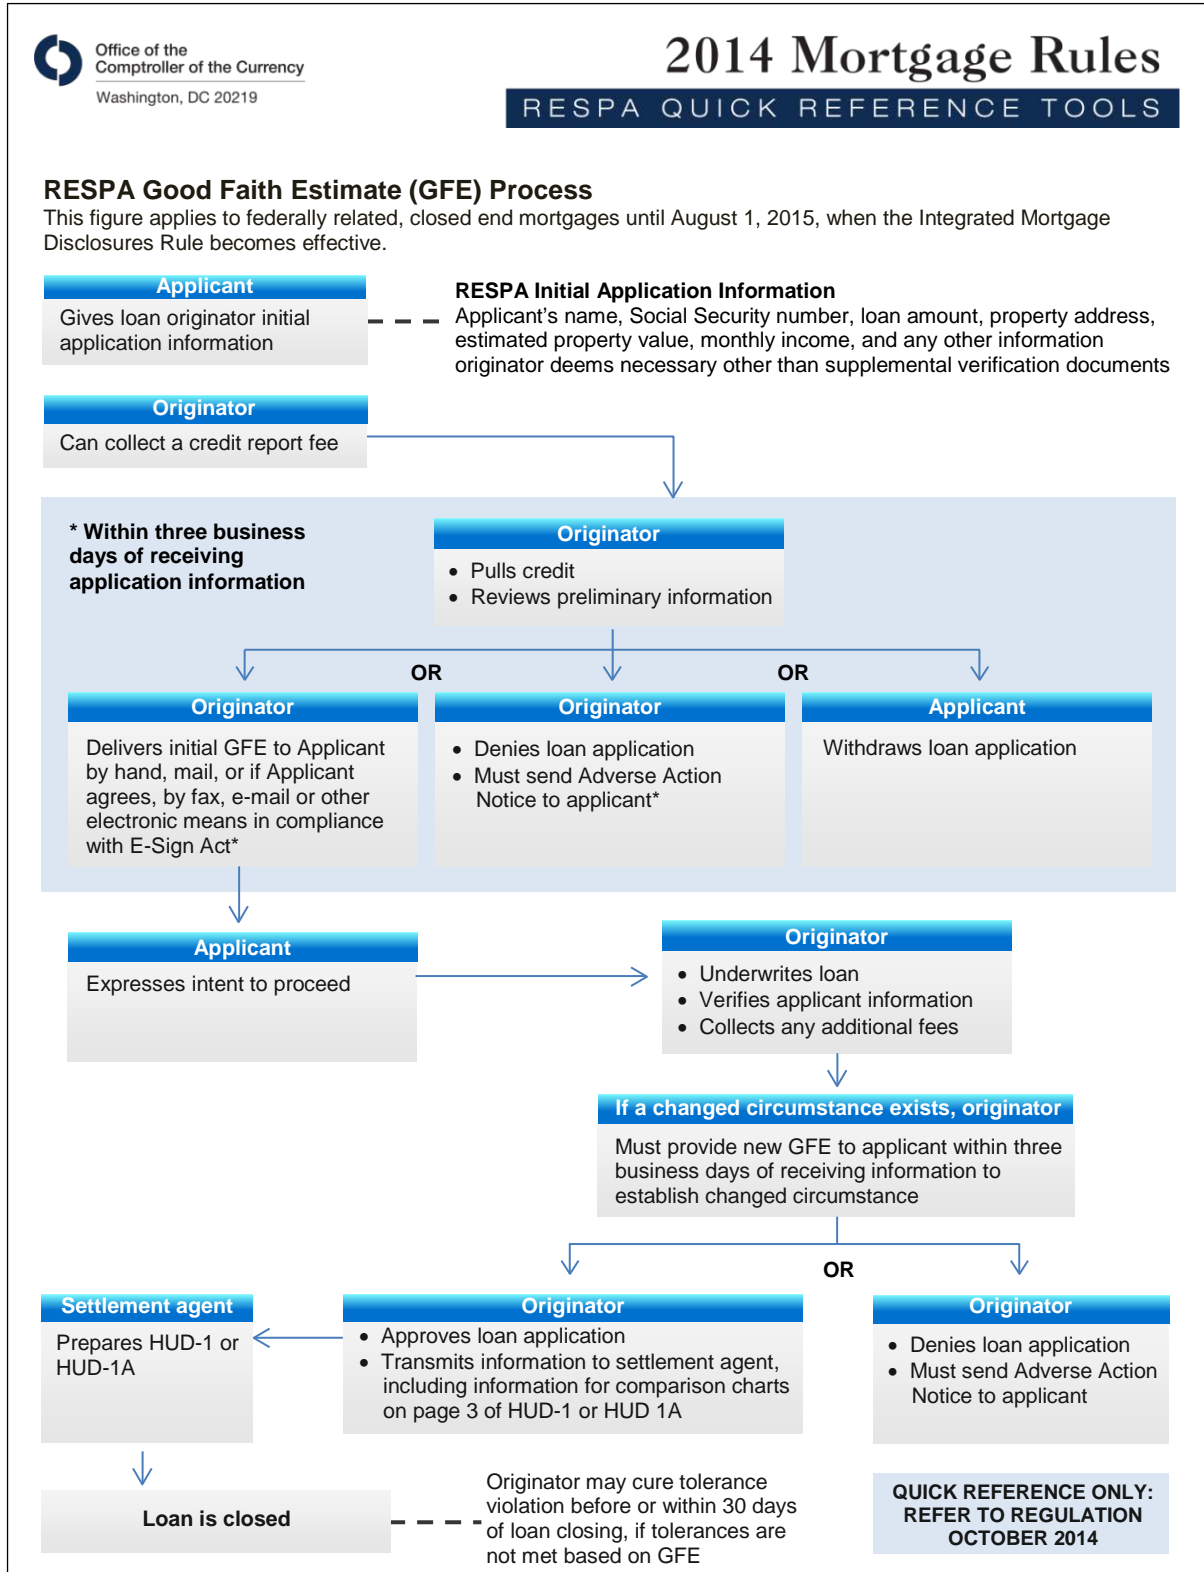 Office of the
Comptroller of the Currency
Washington, DC 20219
2014 Mortgage Rules
RESPA QUICK REFERENCE TOOLS
RESPA Good Faith Estimate (GFE) Process
This figure applies to federally related, closed end mortgages until August 1, 2015, when the Integrated Mortgage
Disclosures Rule becomes effective.
Applicant
Gives loan originator initial
application information
RESPA Initial Application Information
Applicant's name, Social Security number, loan amount, property address,
estimated property value, monthly income, and any other information
originator deems necessary other than supplemental verification documents
Originator
Can collect a credit report fee
* Within three business
days of receiving
application information
Originator
• Pulls credit
• Reviews preliminary information
OR
OR
Originator
Delivers initial GFE to Applicant
by hand, mail, or if Applicant
agrees, by fax, e-mail or other
electronic means in compliance
with E-Sign Act*
Originator
• Denies loan application
• Must send Adverse Action
Notice to applicant*
Applicant
Withdraws loan application
Applicant
Expresses intent to proceed
Originator
• Underwrites loan
• Verifies applicant information
• Collects any additional fees
If a changed circumstance exists, originator
Must provide new GFE to applicant within three
business days of receiving information to
establish changed circumstance
OR
Settlement agent
Prepares HUD-1 or
HUD-1A
Originator
• Approves loan application
• Transmits information to settlement agent,
including information for comparison charts
on page 3 of HUD-1 or HUD 1A
Originator
• Denies loan application
• Must send Adverse Action
Notice to applicant
Loan is closed
Originator may cure tolerance
violation before or within 30 days
of loan closing, if tolerances are
not met based on GFE
QUICK REFERENCE ONLY:
REFER TO REGULATION
OCTOBER 2014